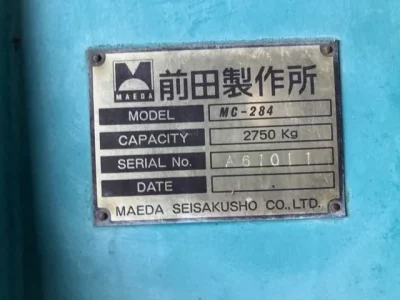 MAEDA 前田製作所
MODEL MC-284
CAPACITY 2750 Kg
SERIAL No. A61011
DATE
MAEDA SEISAKUSHO CO.,LTD.